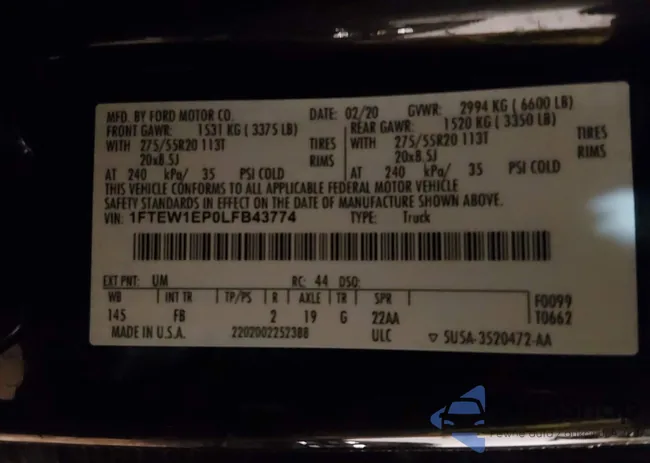 MFD. BY FORD MOTOR CO. DATE: 02/20 GVWR: 2994 KG ( 6600 LB)
FRONT GAWR: 1531 KG ( 3375 LB) REAR GAWR: 1520 KG ( 3350 LB)
WITH 275/55R20 113T TIRES WITH 275/55R20 113T TIRES
20x8.5J RIMS 20x8.5J RIMS
AT 240 kPa/ 35 PSI COLD AT 240 kPa/ 35 PSI COLD
THIS VEHICLE CONFORMS TO ALL APPLICABLE FEDERAL MOTOR VEHICLE
SAFETY STANDARDS IN EFFECT ON THE DATE OF MANUFACTURE SHOWN ABOVE.
VIN: 1FTEW1EP0LFB43774 TYPE: Truck
EXT PNT: UM RC: 44 DSO:
WB INT TR TP/PS R AXLE TR SPR F0099
145 FB 2 19 G 22AA T0662
MADE IN U.S.A. 2202002252388 ULC ▽ SUSA-3520472-AA